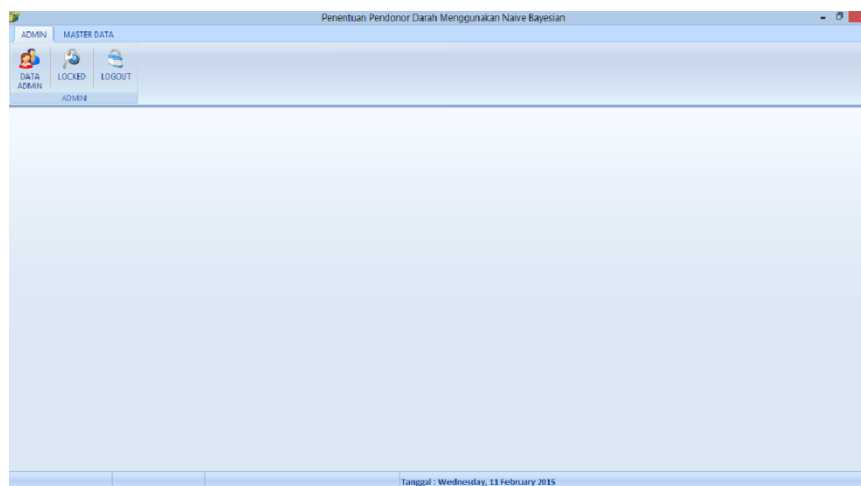 Penentuan Pendonor Darah Menggunakan Naive Bayesian
ADMIN MASTER DATA
DATA ADMIN LOCKED LOGOUT
ADMIN
Tanggal : Wednesday, 11 February 2015